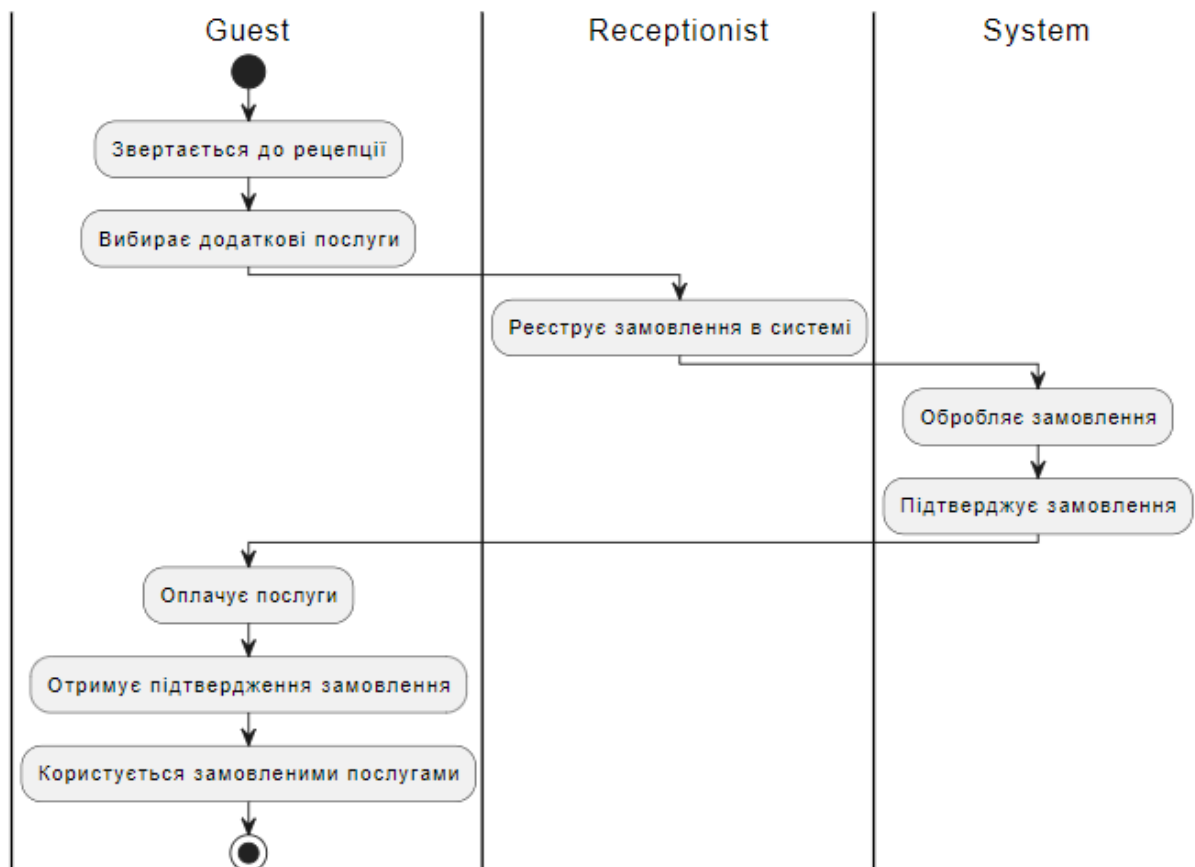 Guest
Receptionist
System
Звертається до рецепції
Вибирає додаткові послуги
Реєструє замовлення в системі
Обробляє замовлення
Підтверджує замовлення
Оплачує послуги
Отримує підтвердження замовлення
Користується замовленими послугами